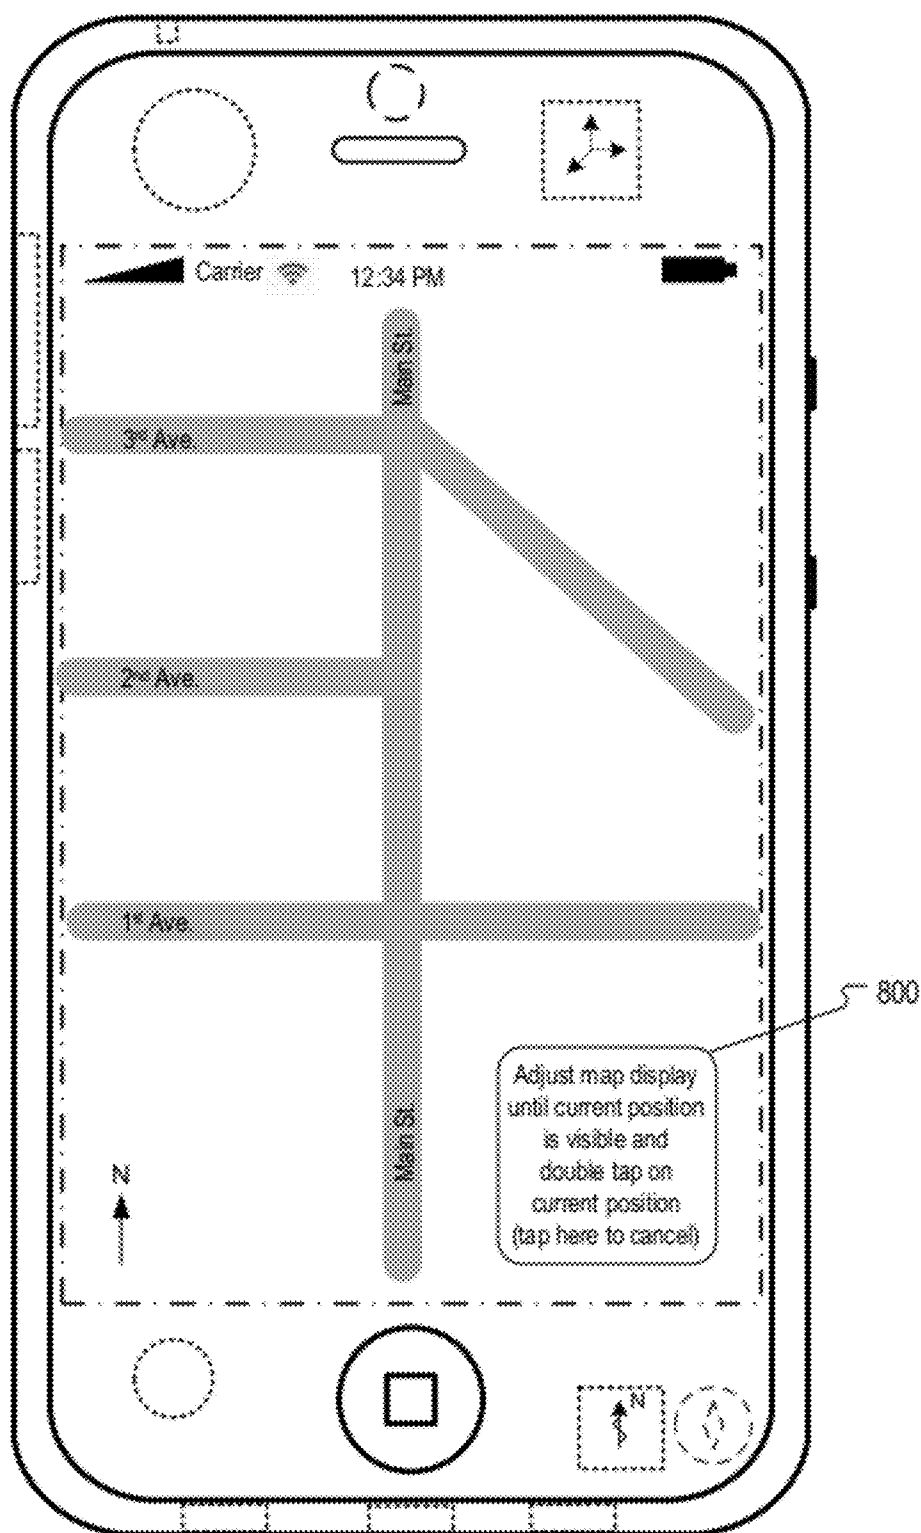 Carrier 12:34 PM
Main St.
3rd Ave.
2nd Ave.
1st Ave.
800
Adjust map display
until current position
is visible and
double tap on
current position
(tap here to cancel)
Main St.
N
N